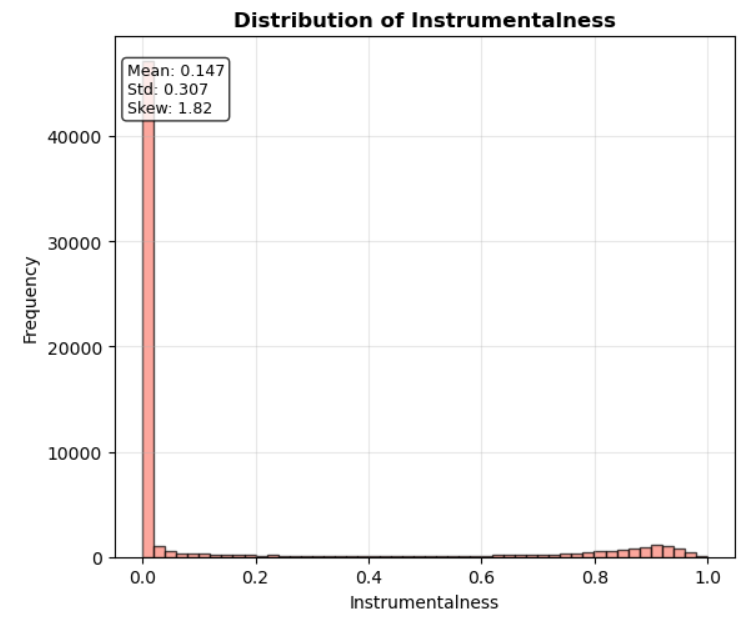 Distribution of Instrumentalness
Mean: 0.147
Std: 0.307
Skew: 1.82
40000
30000
20000
10000
0
Frequency
0.0 0.2 0.4 0.6 0.8 1.0
Instrumentalness